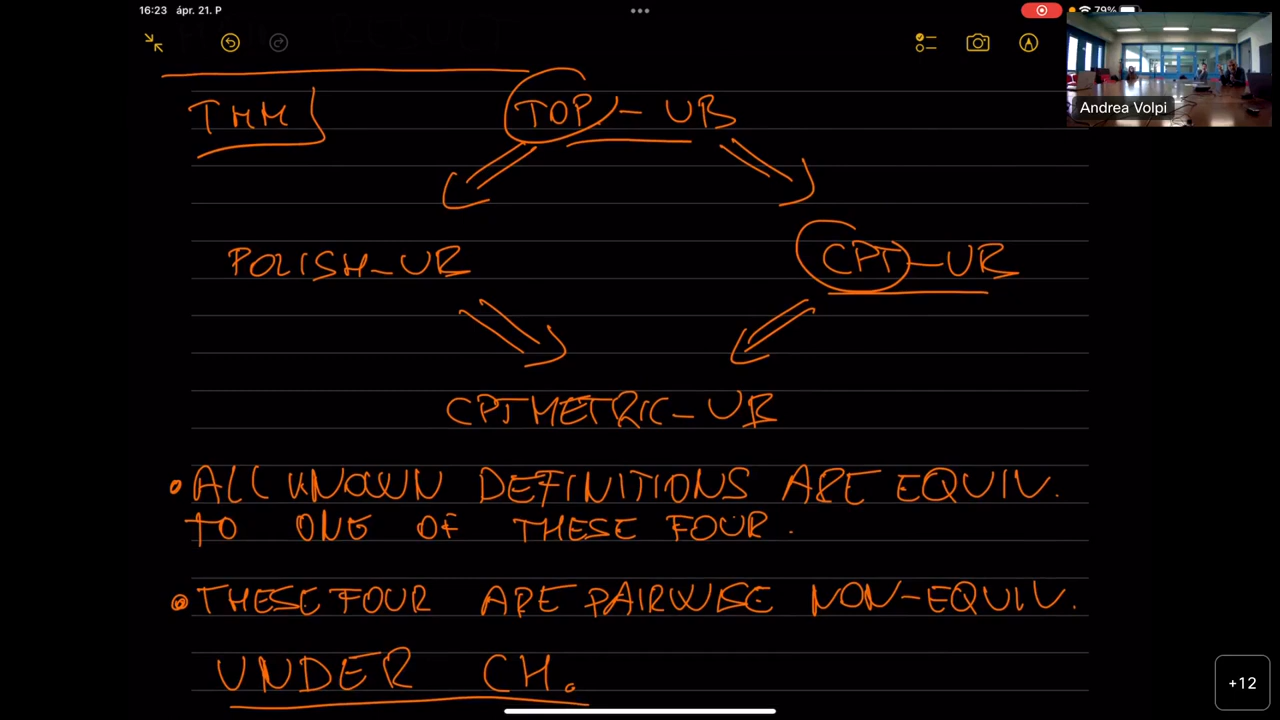 16:23 ápr. 21. P
79%
Andrea Volpi
THM TOP-UB
POLISH-UB CPT-UB
CPTMETRIC-UB
• ALL KNOWN DEFINITIONS ARE EQUIV.
TO ONE OF THESE FOUR.
• THESE FOUR ARE PAIRWISE NON-EQUIV.
UNDER CH.
+12